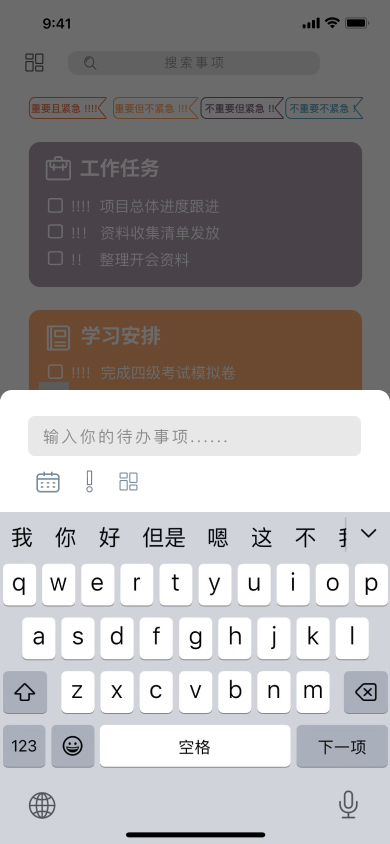 9:41
搜索事项
重要且紧急 !!!! 重要但不紧急 !!! 不重要但紧急 !! 不重要不紧急 !
工作任务
!!!! 项目总体进度跟进
!!! 资料收集清单发放
!! 整理开会资料
学习安排
!!!! 完成四级考试模拟卷
输入你的待办事项......
我 你 好 但是 嗯 这 不
q w e r t y u i o p
a s d f g h j k l
z x c v b n m
123 空格 下一项